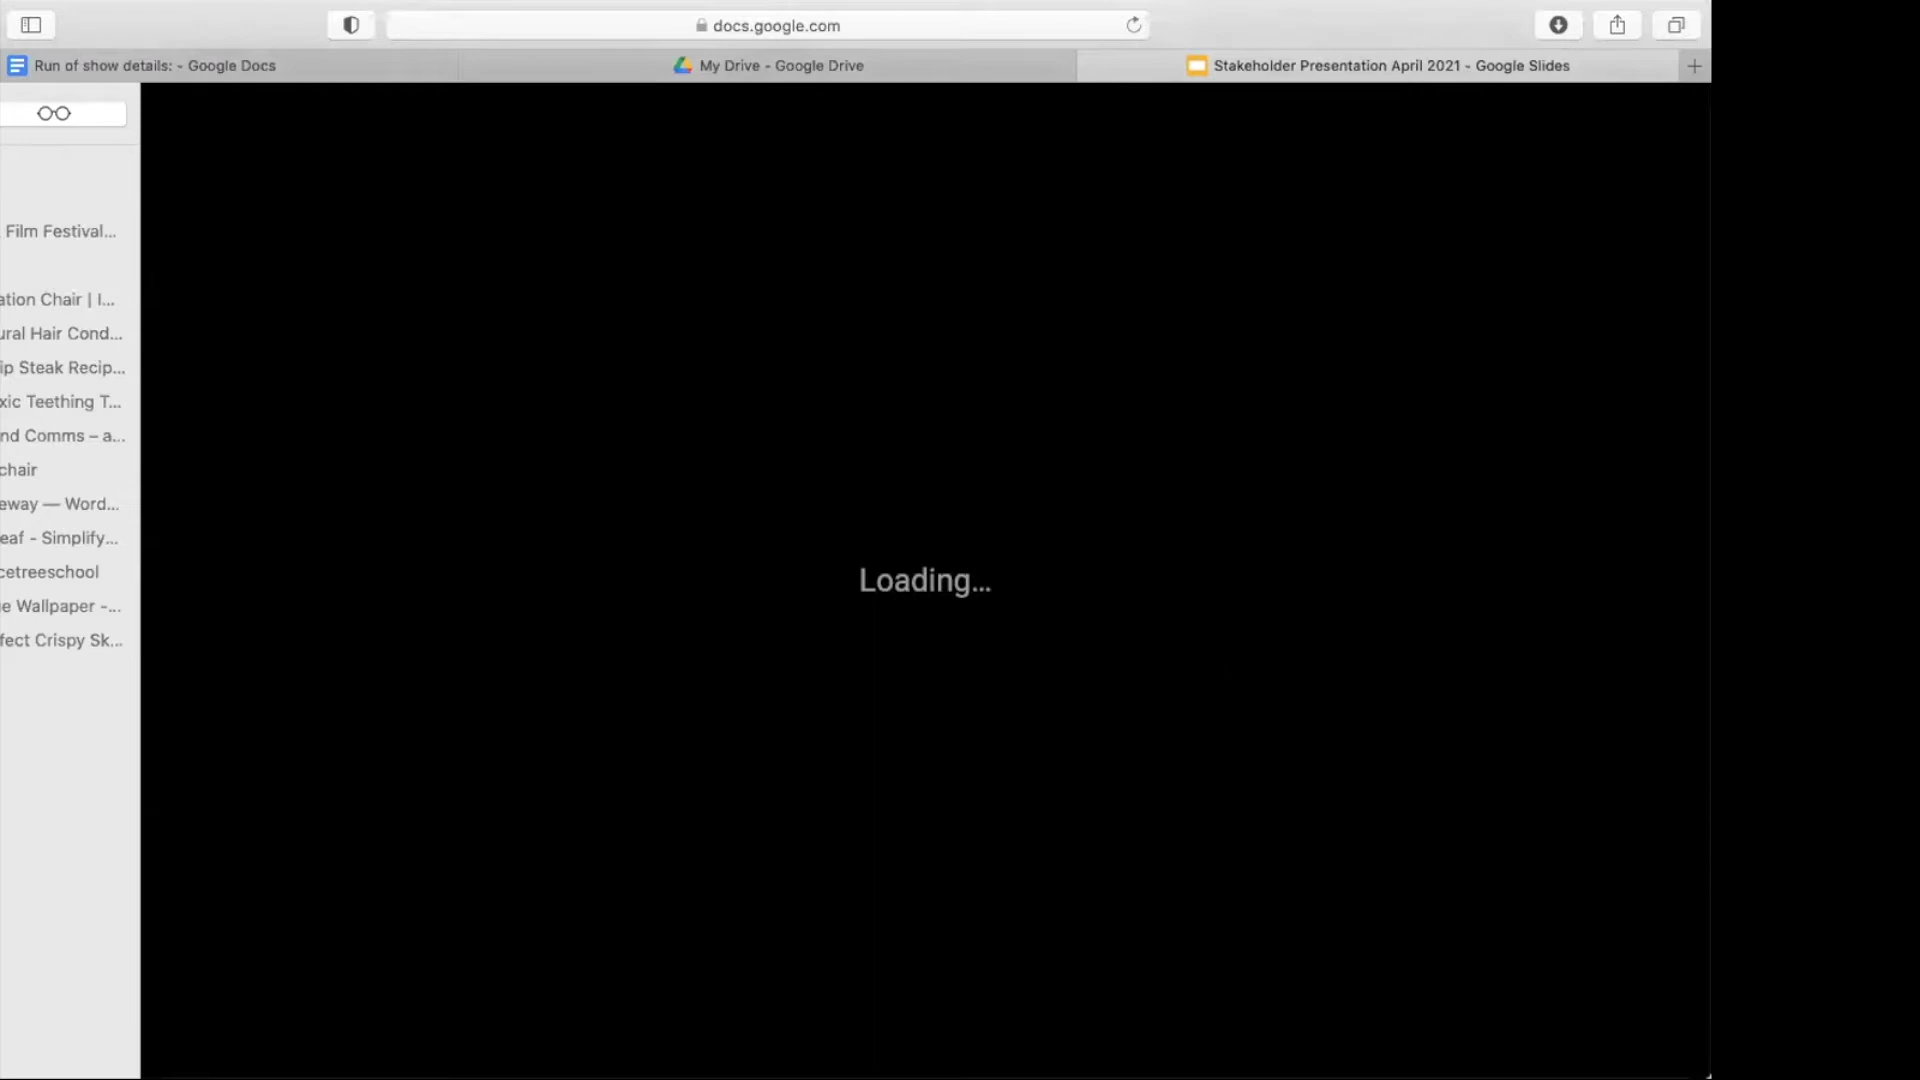 docs.google.com
Run of show details: - Google Docs
My Drive - Google Drive
Stakeholder Presentation April 2021 - Google Slides
Film Festival...
ation Chair | I...
ural Hair Cond...
ip Steak Recip...
xic Teething T...
nd Comms – a...
chair
eway — Word...
eaf - Simplify...
cetreeschool
e Wallpaper -...
fect Crispy Sk...
Loading...